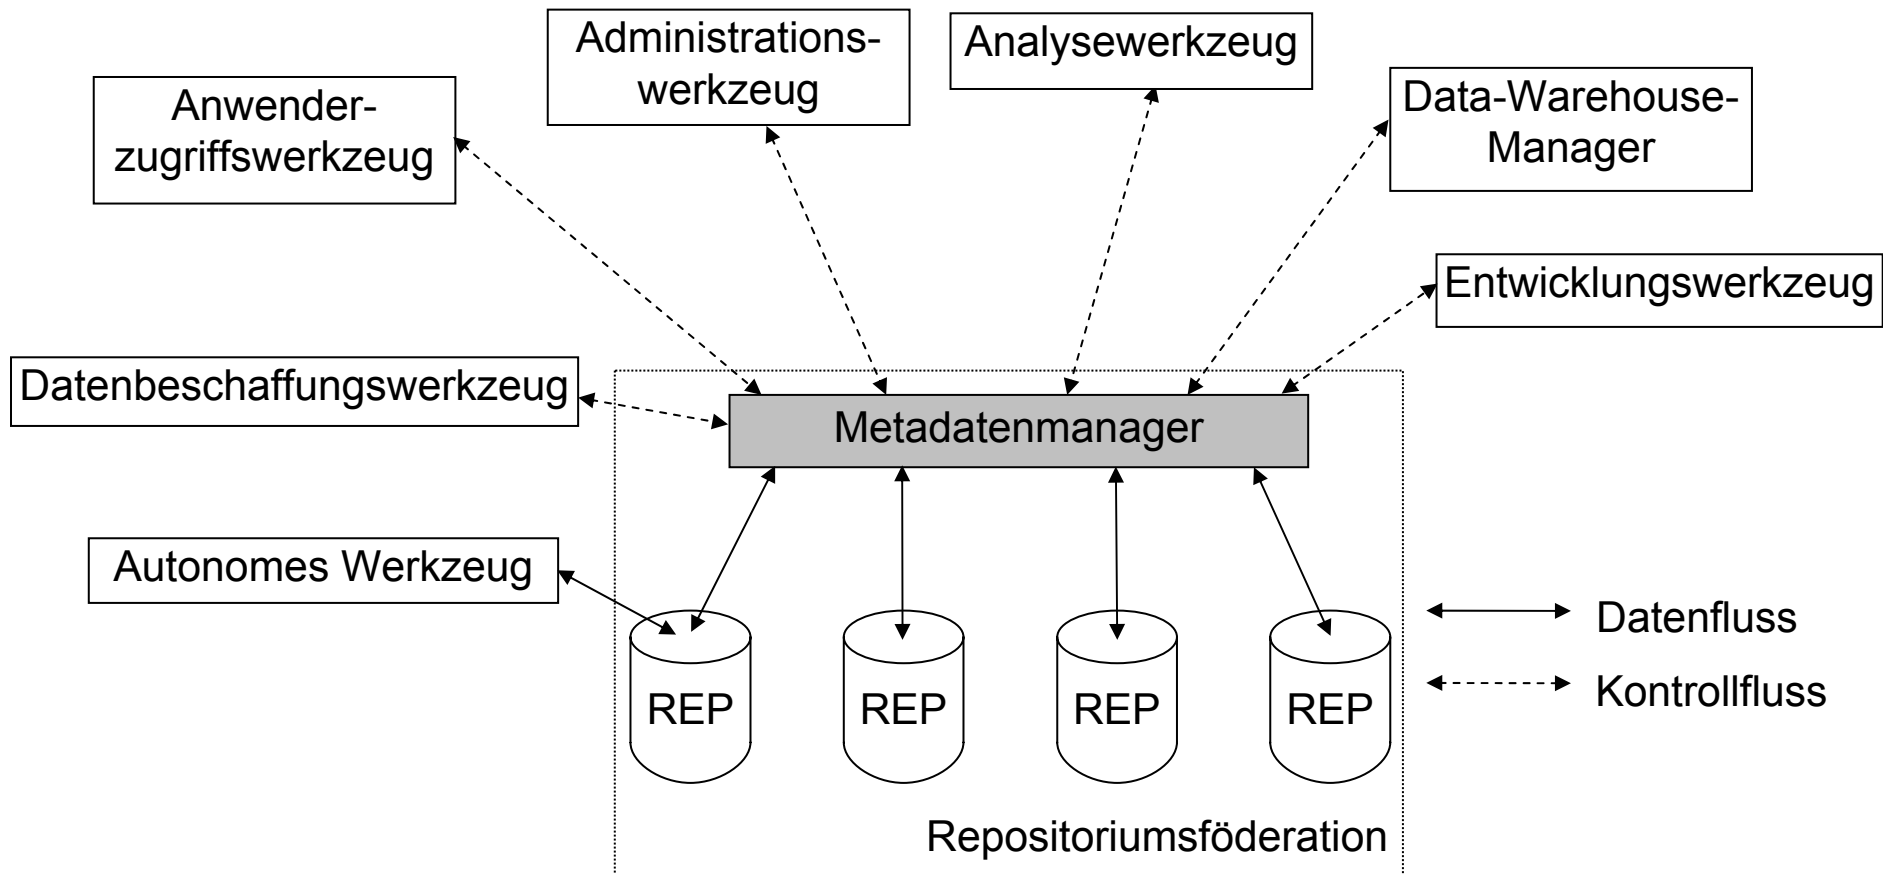 Administrations-
werkzeug
Analysewerkzeug
Anwender-
zugriffswerkzeug
Data-Warehouse-
Manager
Entwicklungswerkzeug
Datenbeschaffungswerkzeug
Metadatenmanager
Autonomes Werkzeug
Datenfluss
Kontrollfluss
REP
REP
REP
REP
Repositoriumsföderation